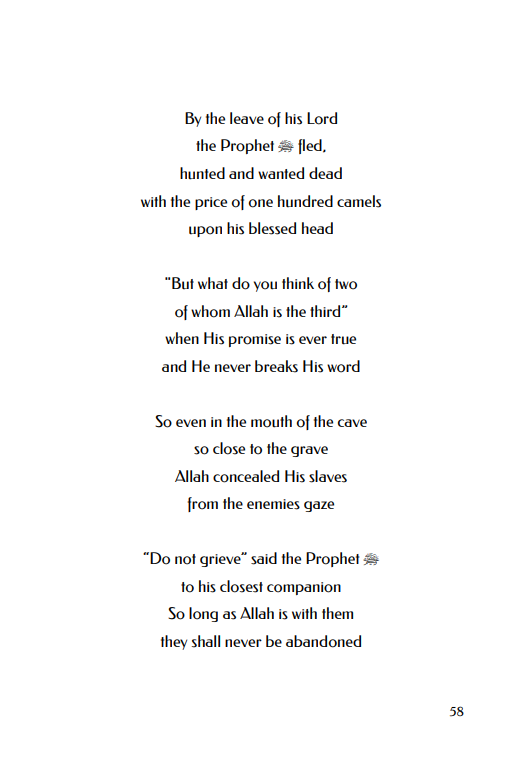 By the leave of his Lord
the Prophet ﷺ fled,
hunted and wanted dead
with the price of one hundred camels
upon his blessed head
"But what do you think of two
of whom Allah is the third"
when His promise is ever true
and He never breaks His word
So even in the mouth of the cave
so close to the grave
Allah concealed His slaves
from the enemies gaze
"Do not grieve" said the Prophet ﷺ
to his closest companion
So long as Allah is with them
they shall never be abandoned
58